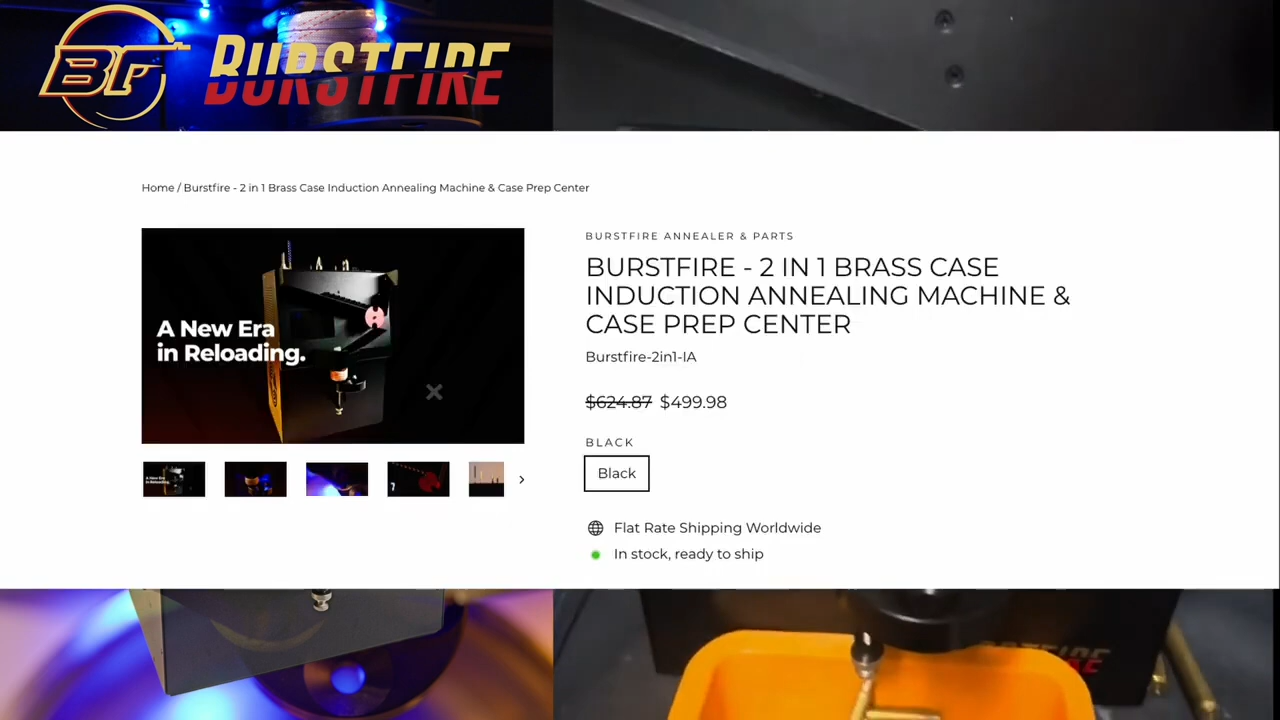 BF BURSTFIRE
Home / Burstfire - 2 in 1 Brass Case Induction Annealing Machine & Case Prep Center
A New Era
in Reloading.
BURSTFIRE ANNEALER & PARTS
BURSTFIRE - 2 IN 1 BRASS CASE
INDUCTION ANNEALING MACHINE &
CASE PREP CENTER
Burstfire-2in1-IA
$624.87 $499.98
BLACK
Black
Flat Rate Shipping Worldwide
In stock, ready to ship